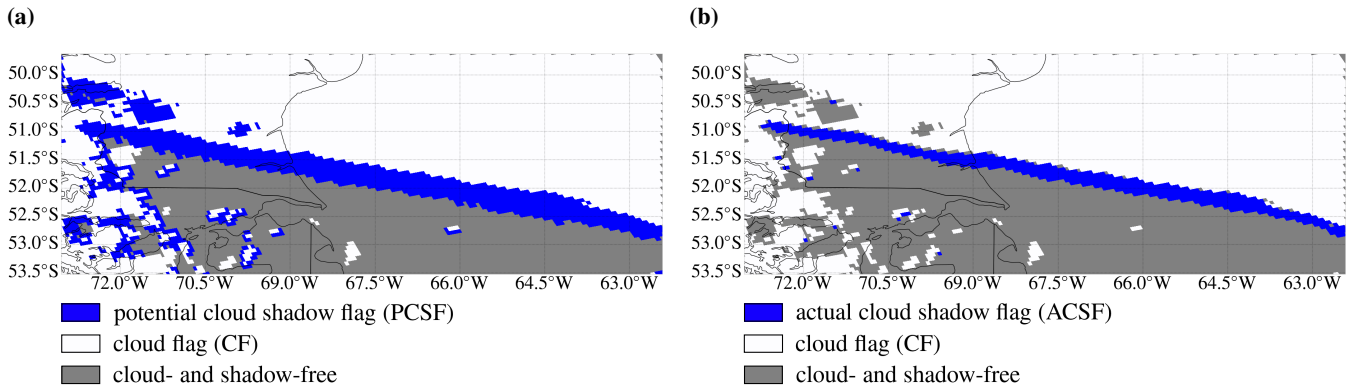 (a)
50.0°S
50.5°S
51.0°S
51.5°S
52.0°S
52.5°S
53.0°S
53.5°S
72.0°W 70.5°W 69.0°W 67.5°W 66.0°W 64.5°W 63.0°W
potential cloud shadow flag (PCSF)
cloud flag (CF)
cloud- and shadow-free
(b)
50.0°S
50.5°S
51.0°S
51.5°S
52.0°S
52.5°S
53.0°S
53.5°S
72.0°W 70.5°W 69.0°W 67.5°W 66.0°W 64.5°W 63.0°W
actual cloud shadow flag (ACSF)
cloud flag (CF)
cloud- and shadow-free